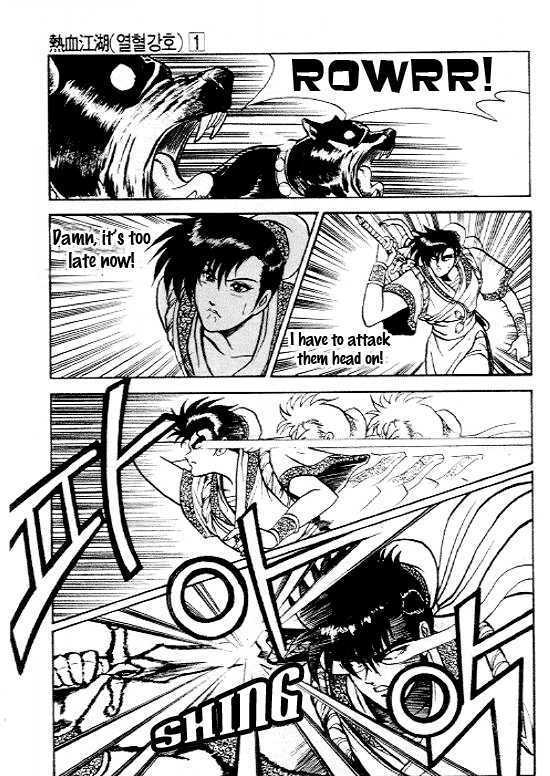 熱血江湖(열혈강호) 1
ROWRR!
Damn, it's too
late now!
I have to attack
them head on!
파
아
SHING